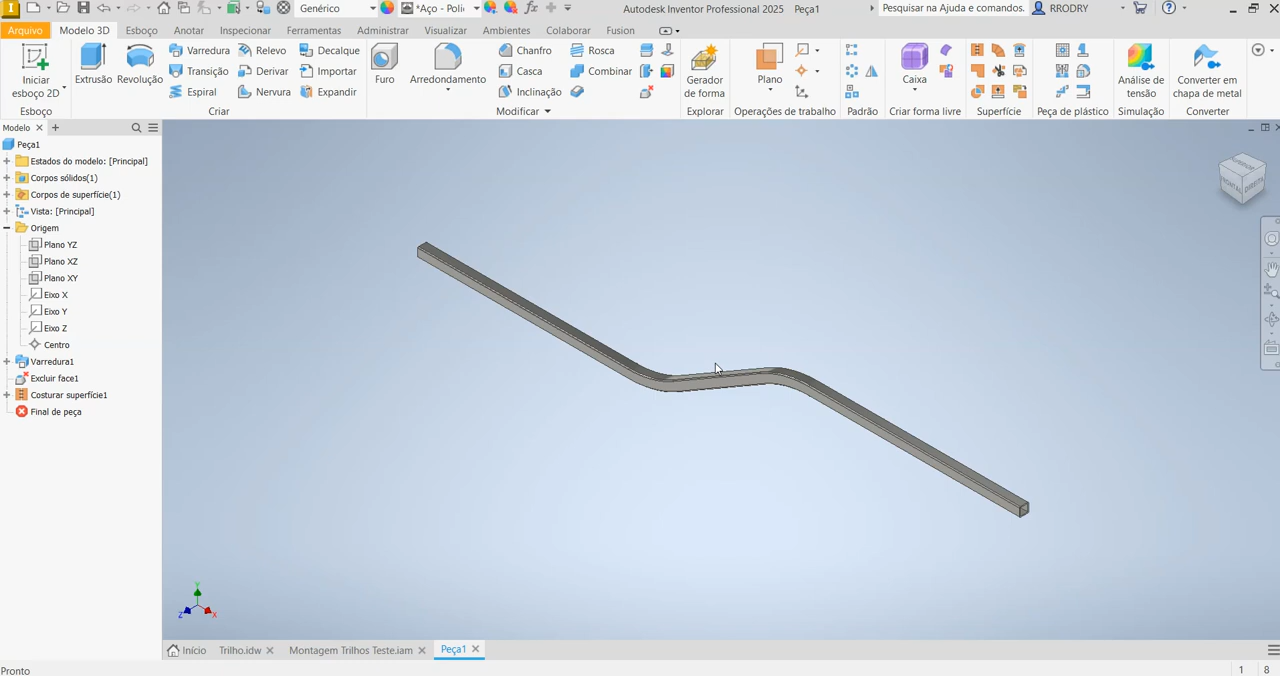 Genérico
*Aço - Poli
Autodesk Inventor Professional 2025 Peça1
Pesquisar na Ajuda e comandos.
RRODRY
Arquivo Modelo 3D Esboço Anotar Inspecionar Ferramentas Administrar Visualizar Ambientes Colaborar Fusion
Iniciar
esboço 2D
Esboço
Extrusão
Revolução
Varredura
Transição
Espiral
Relevo
Derivar
Nervura
Decalque
Importar
Expandir
Criar
Furo
Arredondamento
Chanfro
Casca
Inclinação
Rosca
Combinar
Modificar
Gerador
de forma
Explorar
Plano
Operações de trabalho
Padrão
Caixa
Criar forma livre
Superfície
Peça de plástico
Análise de
tensão
Simulação
Converter em
chapa de metal
Converter
Modelo
Peça1
Estados do modelo: [Principal]
Corpos sólidos(1)
Corpos de superfície(1)
Vista: [Principal]
Origem
Plano YZ
Plano XZ
Plano XY
Eixo X
Eixo Y
Eixo Z
Centro
Varredura1
Excluir face1
Costurar superfície1
Final de peça
FRONTAL
DIREITA
Y
Z
X
Início
Trilho.idw
Montagem Trilhos Teste.iam
Peça1
Pronto
1
8